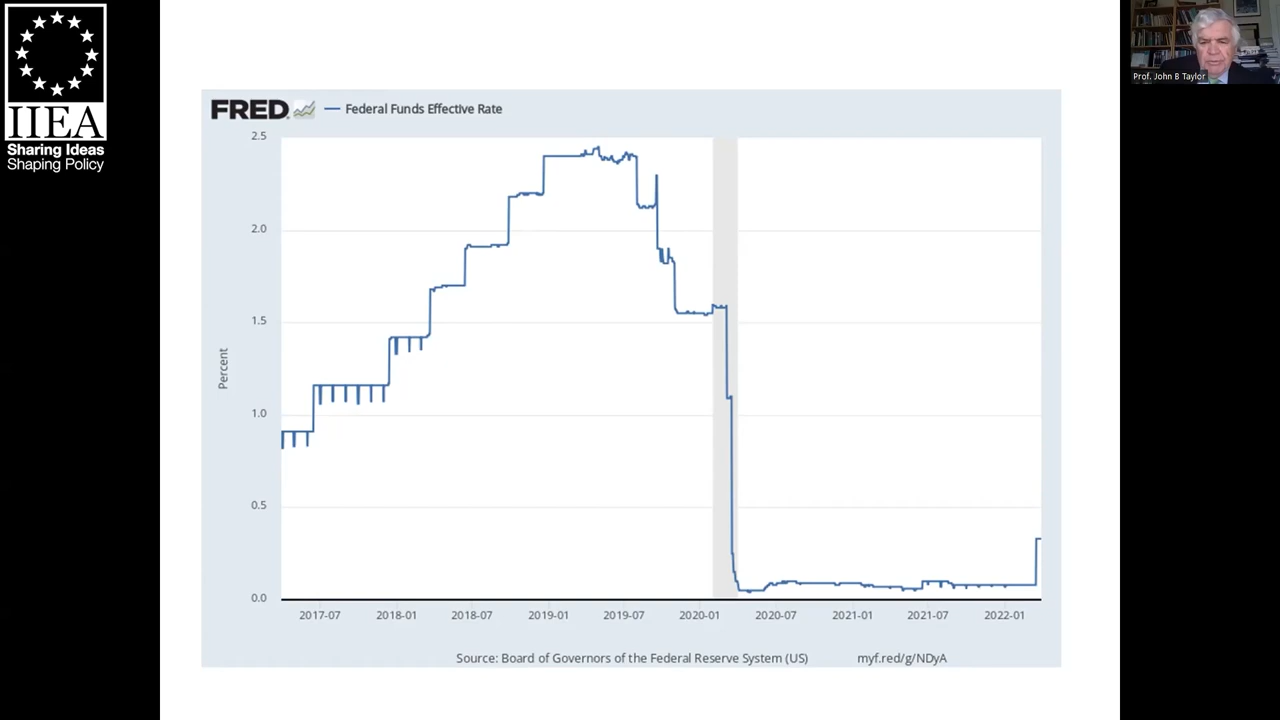 IIEA
Sharing Ideas
Shaping Policy
FRED
Federal Funds Effective Rate
2.5
2.0
1.5
1.0
0.5
0.0
Percent
2017-07 2018-01 2018-07 2019-01 2019-07 2020-01 2020-07 2021-01 2021-07 2022-01
Source: Board of Governors of the Federal Reserve System (US) myf.red/g/NDyA
Prof. John B Taylor